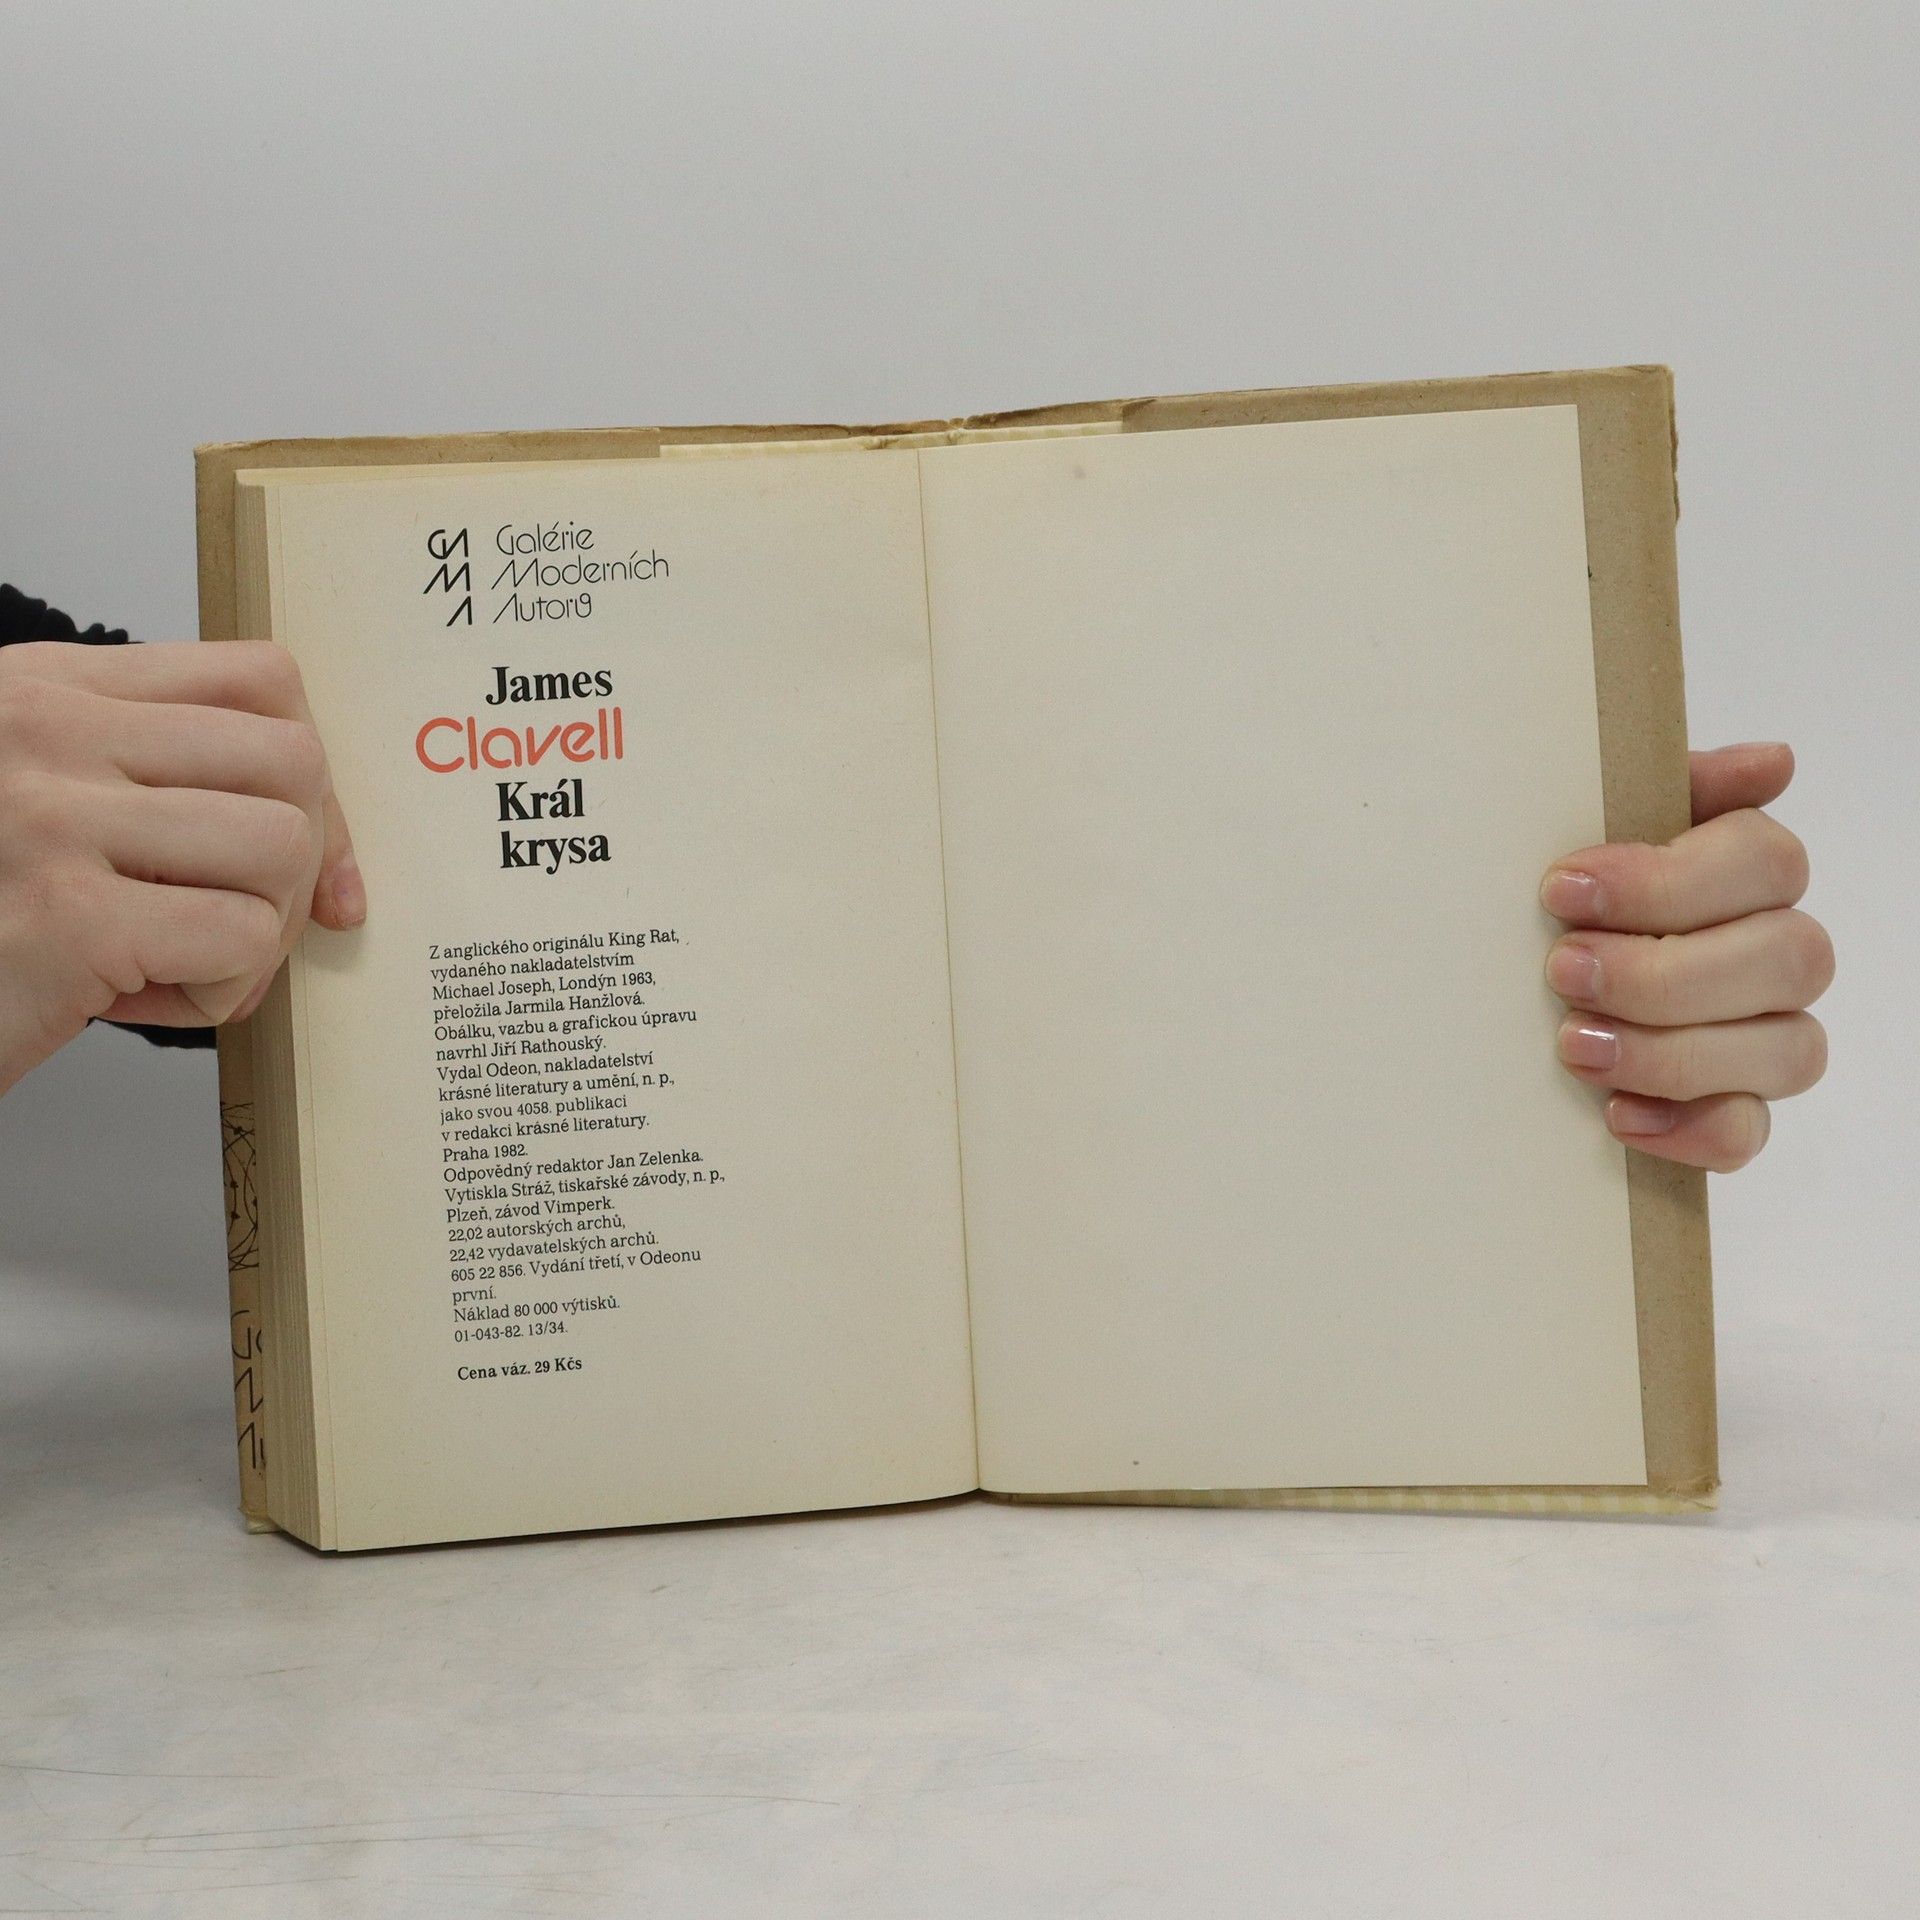 GM
M
A
Galérie
Moderních
Autorů
James
Clavell
Král
krysa
Z anglického originálu King Rat,
vydaného nakladatelstvím
Michael Joseph, Londýn 1963,
přeložila Jarmila Hanžlová.
Obálku, vazbu a grafickou úpravu
navrhl Jiří Rathouský.
Vydal Odeon, nakladatelství
krásné literatury a umění, n. p.,
jako svou 4058. publikaci
v redakci krásné literatury.
Praha 1982.
Odpovědný redaktor Jan Zelenka.
Vytiskla Stráž, tiskařské závody, n. p.,
Plzeň, závod Vimperk.
22,02 autorských archů,
22,42 vydavatelských archů.
605 22 856. Vydání třetí, v Odeonu
první.
Náklad 80 000 výtisků.
01-043-82. 13/34.
Cena váz. 29 Kčs